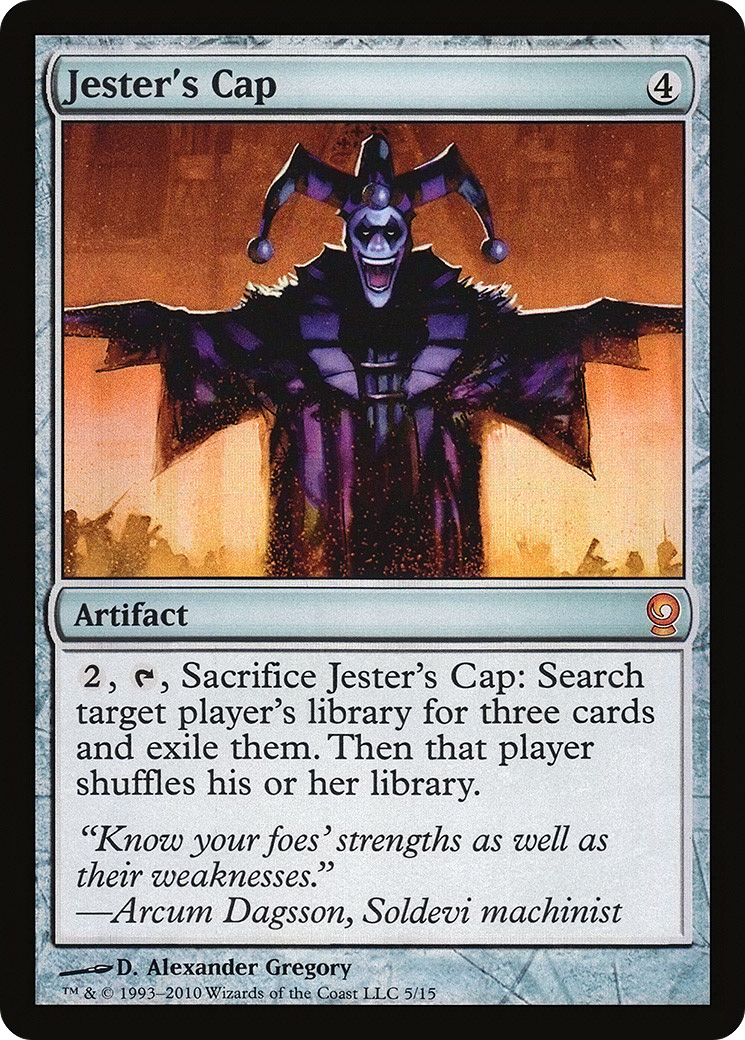 Jester's Cap
4
Artifact
2, , Sacrifice Jester's Cap: Search
target player's library for three cards
and exile them. Then that player
shuffles his or her library.
“Know your foes' strengths as well as
their weaknesses.”
—Arcum Dagsson, Soldevi machinist
D. Alexander Gregory
™ & © 1993–2010 Wizards of the Coast LLC 5/15